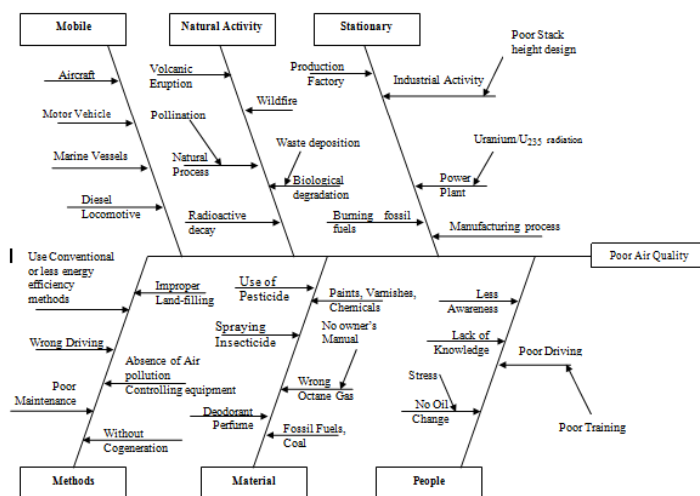 Mobile
Natural Activity
Stationary
Aircraft
Motor Vehicle
Marine Vessels
Diesel
Locomotive
Volcanic
Eruption
Wildfire
Pollination
Natural
Process
Waste deposition
Biological
degradation
Radioactive
decay
Production
Factory
Industrial Activity
Poor Stack
height design
Uranium/U235 radiation
Power
Plant
Burning fossil
fuels
Manufacturing process
Poor Air Quality
Use Conventional
or less energy
efficiency
methods
Improper
Land-filling
Wrong Driving
Absence of Air
pollution
Controlling equipment
Poor
Maintenance
Without
Cogeneration
Use of
Pesticide
Paints, Varnishes,
Chemicals
Spraying
Insecticide
No owner's
Manual
Wrong
Octane Gas
Deodorant
Perfume
Fossil Fuels,
Coal
Less
Awareness
Lack of
Knowledge
Poor Driving
Stress
No Oil
Change
Poor Training
Methods
Material
People